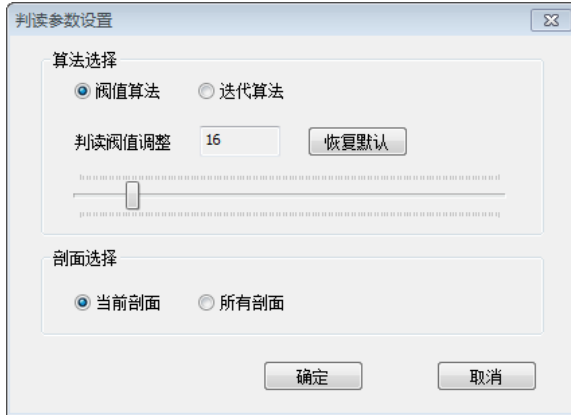 判读参数设置
算法选择
阀值算法 迭代算法
判读阀值调整 16 恢复默认
剖面选择
当前剖面 所有剖面
确定 取消